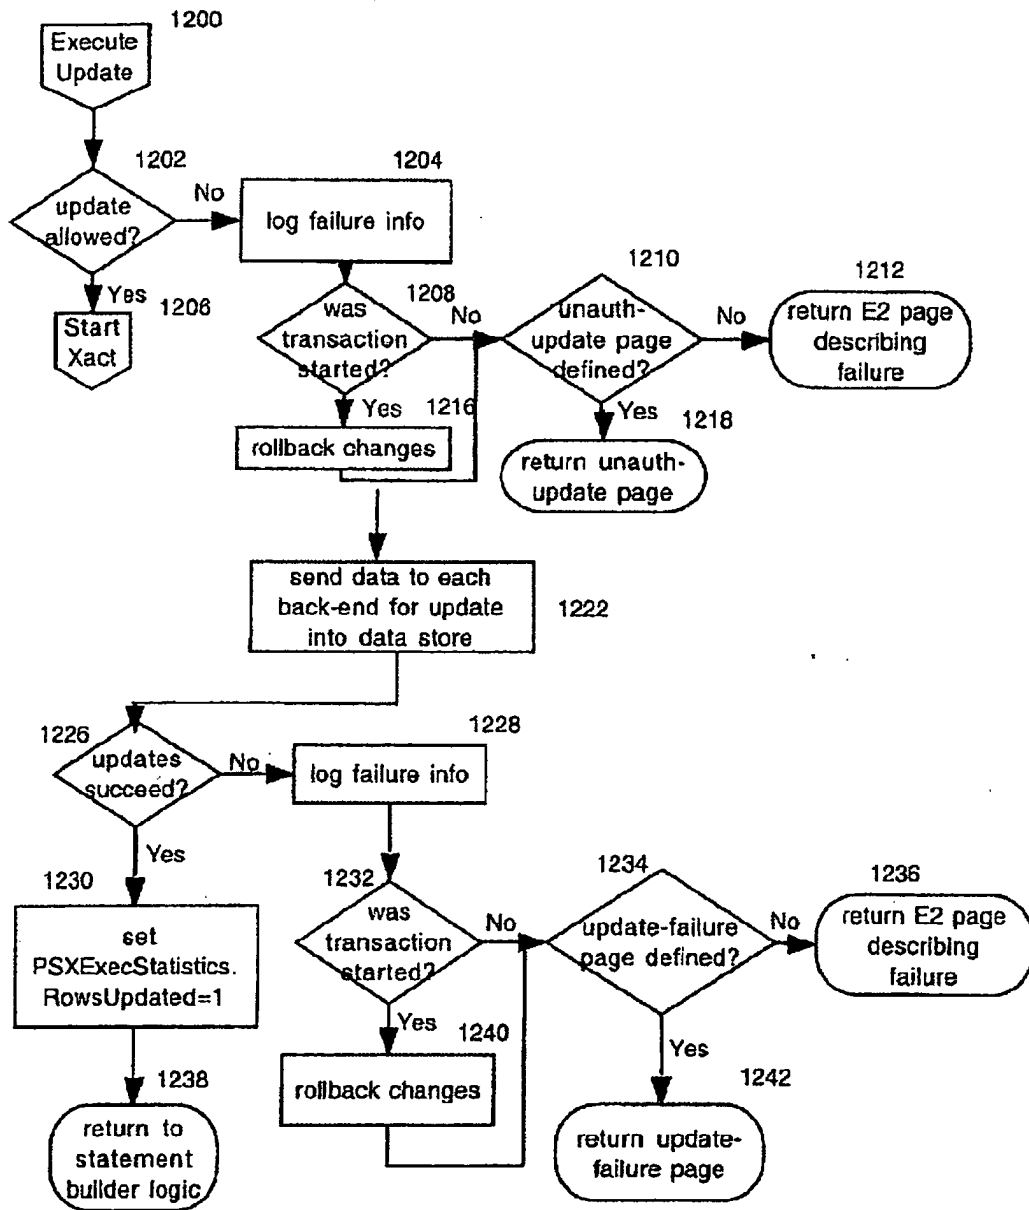 1200
Execute
Update
1202
update
allowed?
No
1204
log failure info
Yes
1206
Start
Xact
was
transaction
started?
1208
No
1210
unauth-
update page
defined?
No
1212
return E2 page
describing
failure
Yes
1216
rollback changes
Yes
1218
return unauth-
update page
send data to each
back-end for update
into data store
1222
1226
updates
succeed?
No
1228
log failure info
Yes
1230
set
PSXExecStatistics.
RowsUpdated=1
1232
was
transaction
started?
No
1234
update-failure
page defined?
No
1236
return E2 page
describing
failure
Yes
1240
rollback changes
Yes
1242
return update-
failure page
1238
return to
statement
builder logic